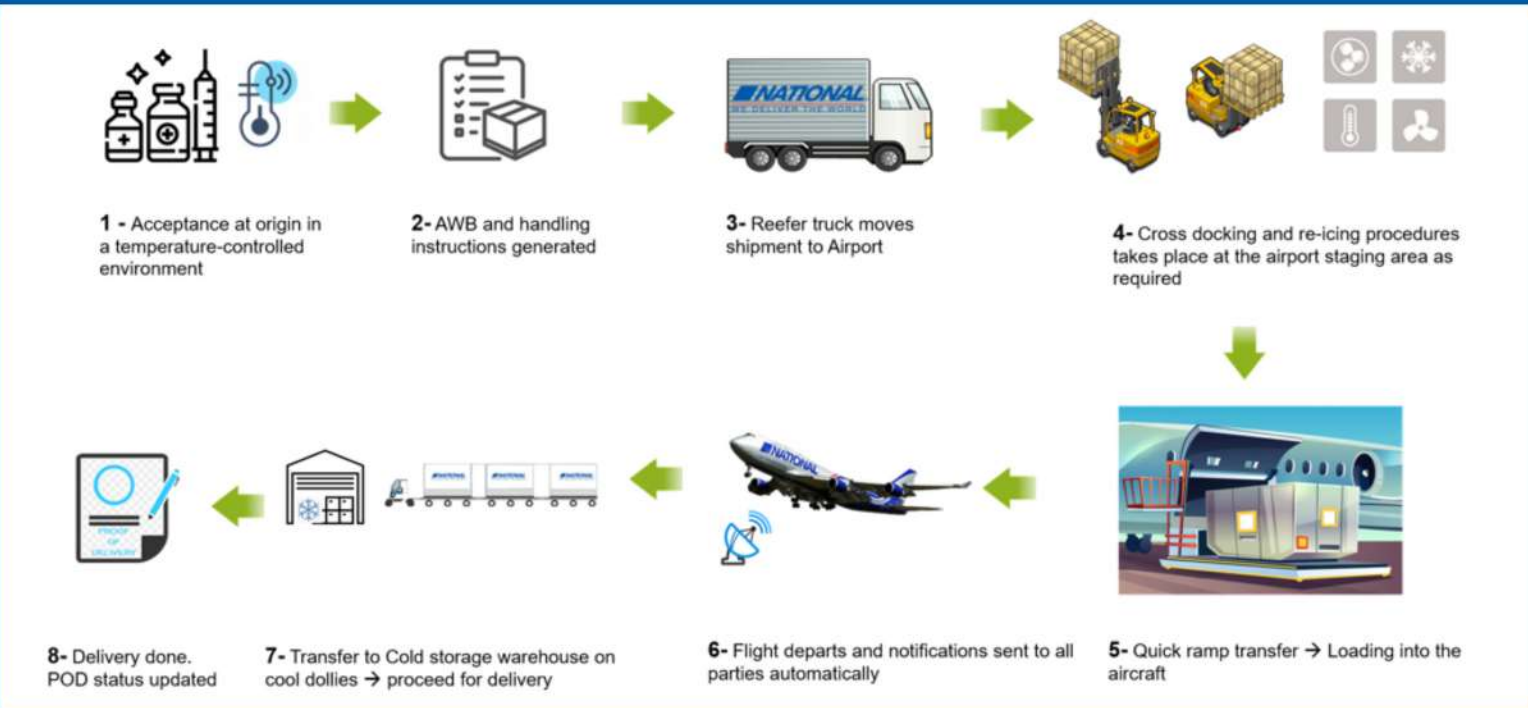 NATIONAL
WE DELIVER THE WORLD
1 - Acceptance at origin in
a temperature-controlled
environment
2- AWB and handling
instructions generated
3- Reefer truck moves
shipment to Airport
4- Cross docking and re-icing procedures
takes place at the airport staging area as
required
5- Quick ramp transfer → Loading into the
aircraft
NATIONAL
6- Flight departs and notifications sent to all
parties automatically
NATIONAL
NATIONAL
NATIONAL
7- Transfer to Cold storage warehouse on
cool dollies → proceed for delivery
PROOF
OF
DELIVERY
8- Delivery done.
POD status updated